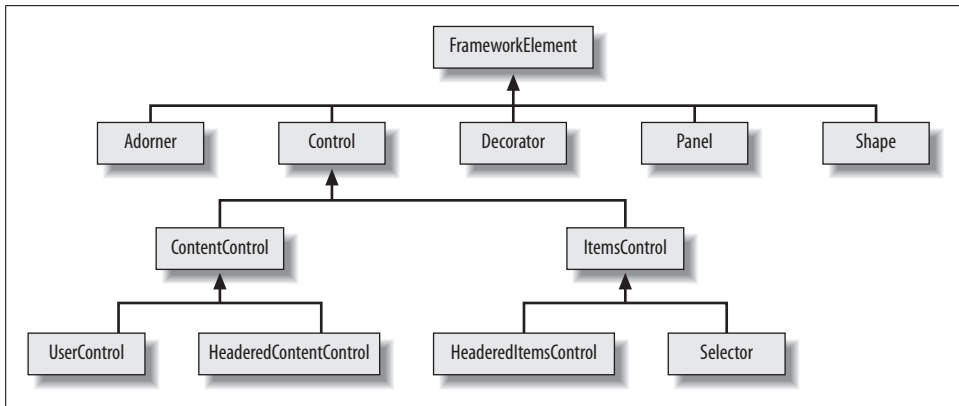 FrameworkElement
Adorner
Control
Decorator
Panel
Shape
ContentControl
ItemsControl
UserControl
HeaderedContentControl
HeaderedItemsControl
Selector